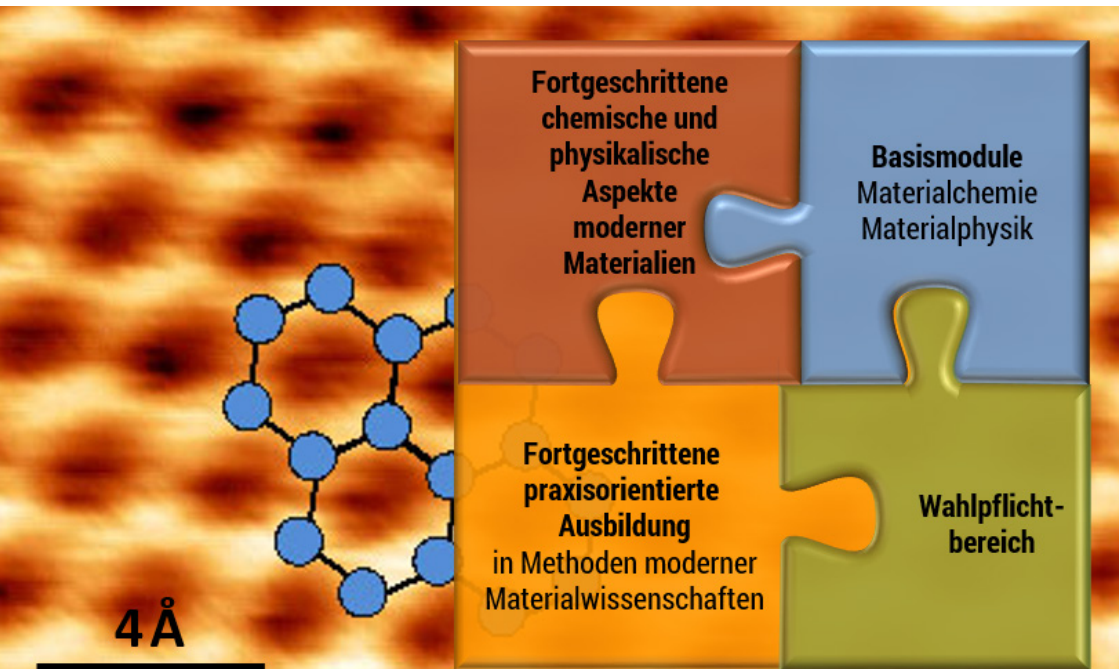 Fortgeschrittene
chemische und
physikalische
Aspekte
moderner
Materialien
Basismodule
Materialchemie
Materialphysik
Fortgeschrittene
praxisorientierte
Ausbildung
in Methoden moderner
Materialwissenschaften
Wahlpflicht-
bereich
4 Å